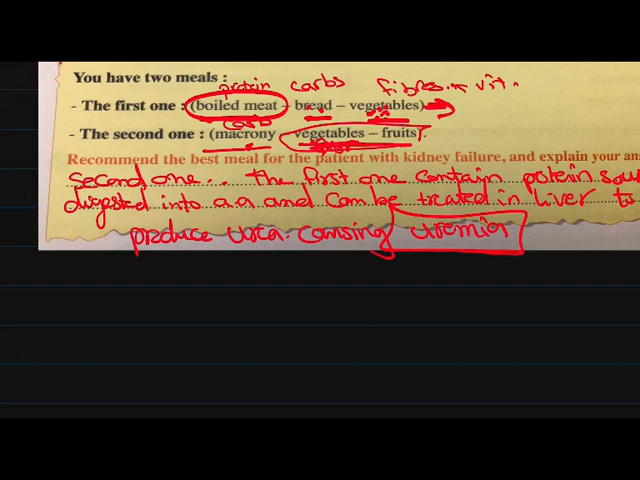 You have two meals :
protein carbs fibres + vit.
- The first one : (boiled meat - bread - vegetables)
carb
- The second one : (macrony vegetables - fruits).
Recommend the best meal for the patient with kidney failure, and explain your ans
second one.. The first one contain potein sou
digested into a.a and can be treated in liver to
produce urea. causing uremia